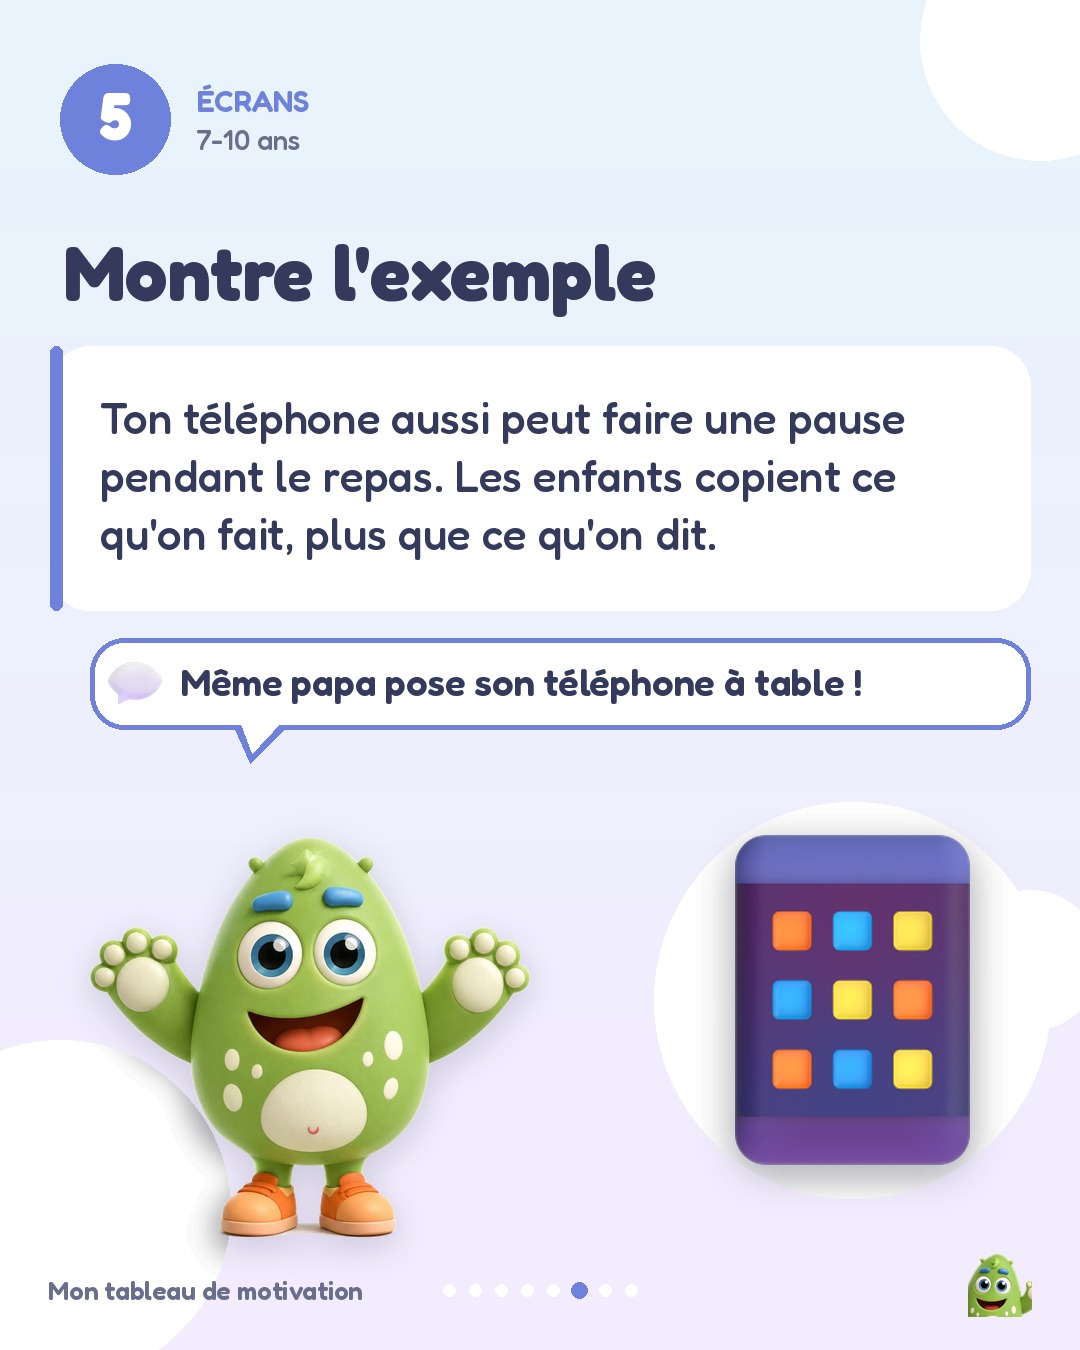 5
ÉCRANS
7-10 ans
Montre l'exemple
Ton téléphone aussi peut faire une pause
pendant le repas. Les enfants copient ce
qu'on fait, plus que ce qu'on dit.
Même papa pose son téléphone à table !
Mon tableau de motivation